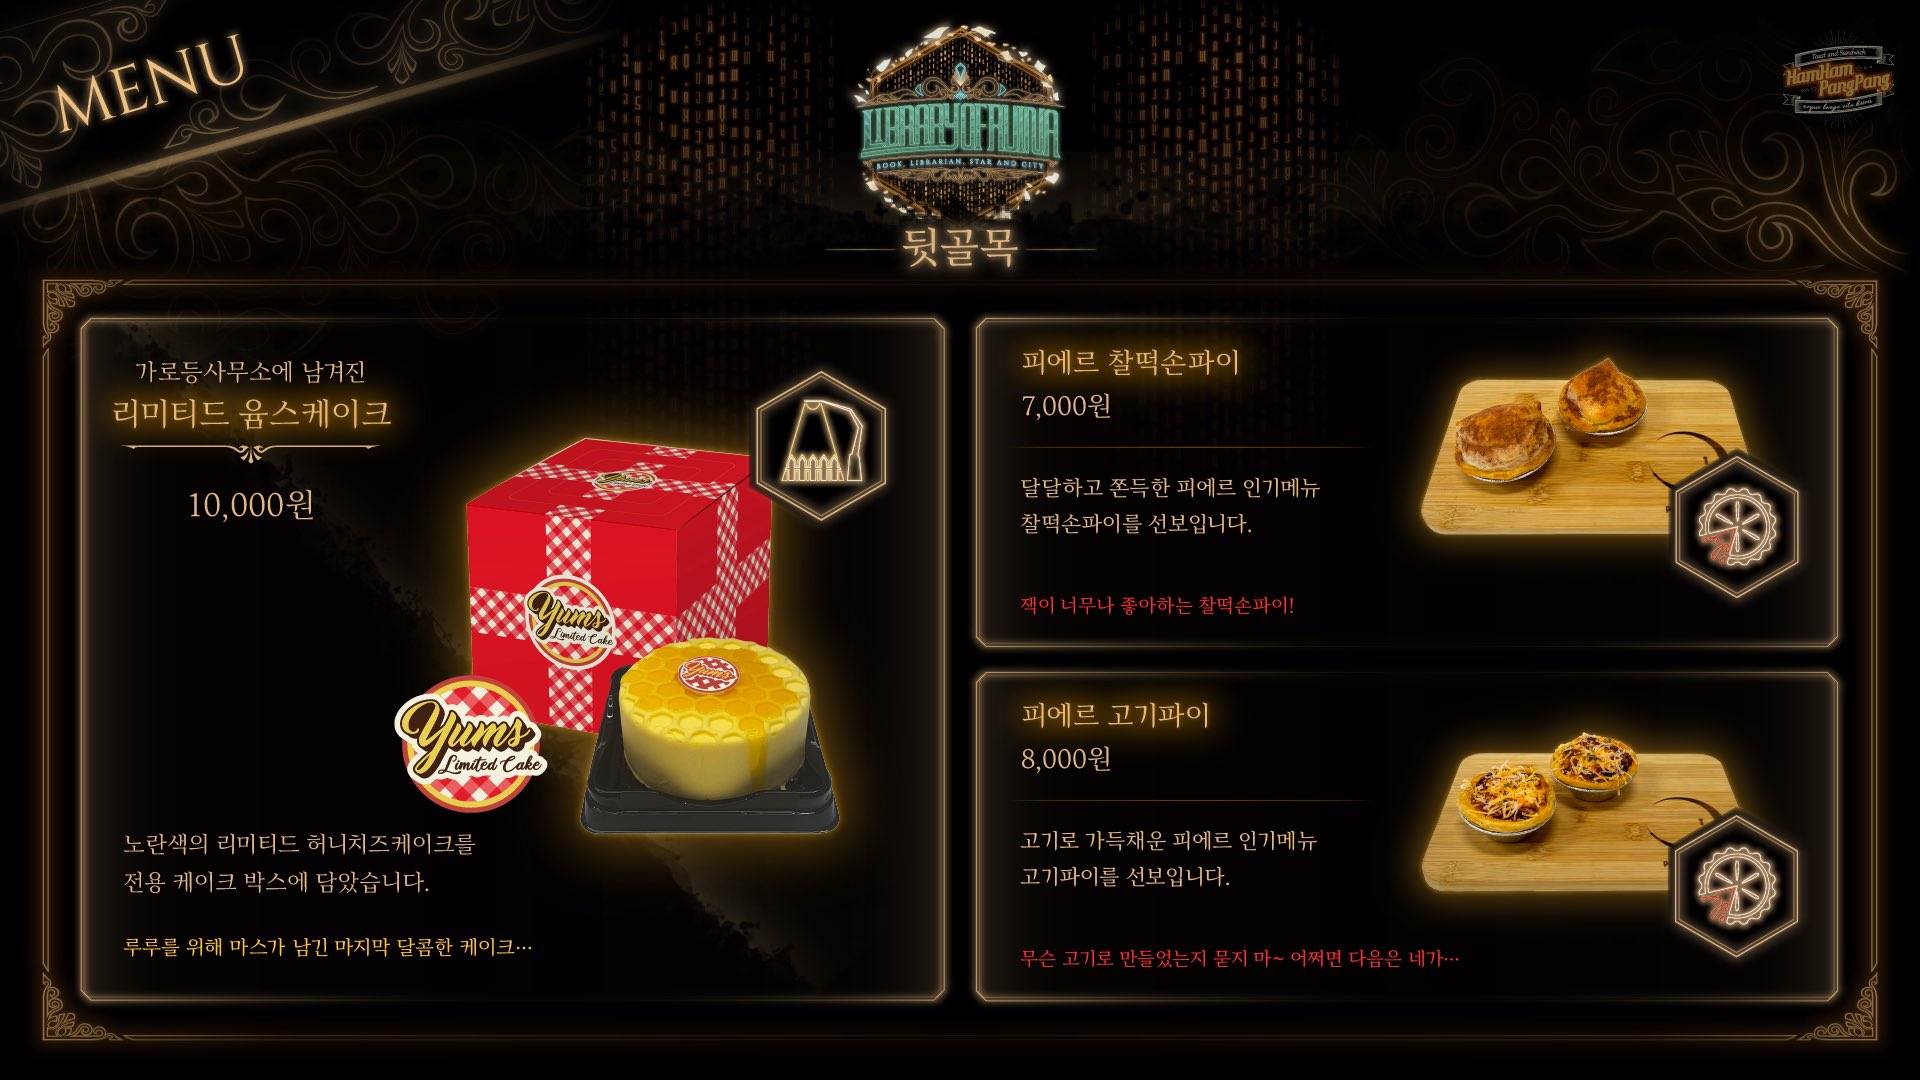 MENU
LIBRARY OF RUINA
BOOK, LIBRARIAN, STAR AND CITY
Toast and Sandwich
HamHam
PangPang
뒷골목
가로등사무소에 남겨진
리미티드 윰스케이크
10,000원
Yums
Limited Cake
Yums
Limited Cake
노란색의 리미티드 허니치즈케이크를
전용 케이크 박스에 담았습니다.
루루를 위해 마스가 남긴 마지막 달콤한 케이크···
피에르 찰떡손파이
7,000원
달달하고 쫀득한 피에르 인기메뉴
찰떡손파이를 선보입니다.
잭이 너무나 좋아하는 찰떡손파이!
피에르 고기파이
8,000원
고기로 가득채운 피에르 인기메뉴
고기파이를 선보입니다.
무슨 고기로 만들었는지 묻지 마~ 어쩌면 다음은 네가···